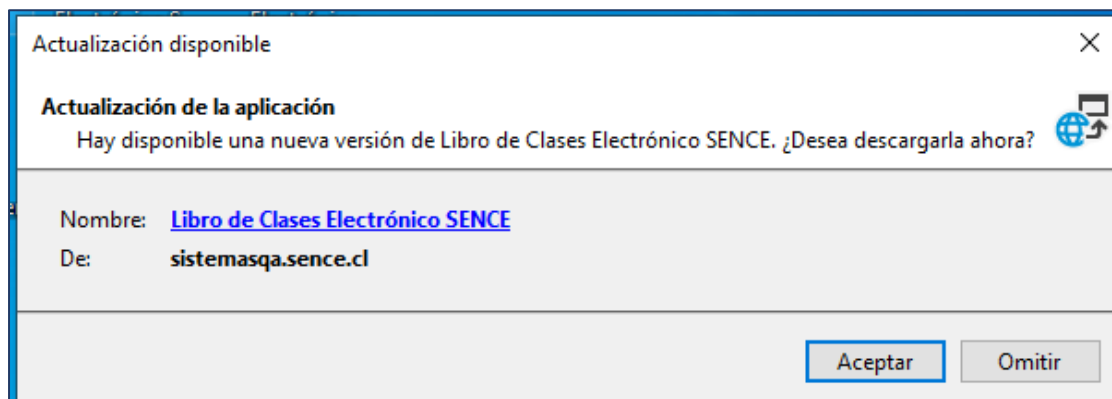 Actualización disponible
Actualización de la aplicación
Hay disponible una nueva versión de Libro de Clases Electrónico SENCE. ¿Desea descargarla ahora?
Nombre: Libro de Clases Electrónico SENCE
De: sistemasqa.sence.cl
Aceptar Omitir